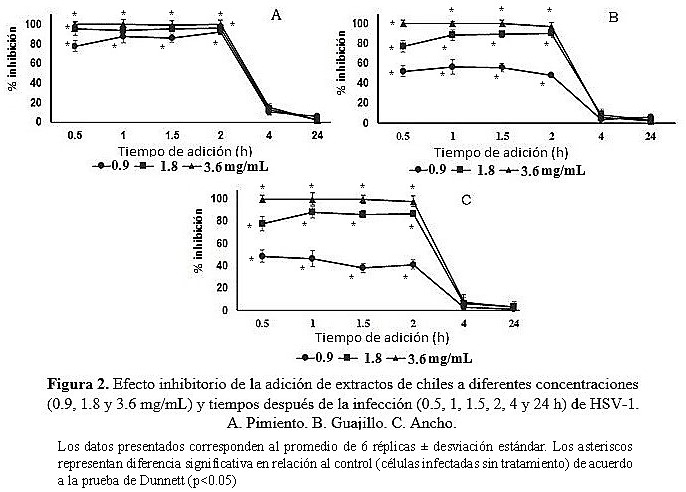 A
% inhibición
100
80
60
40
20
0
0.5 1 1.5 2 4 24
Tiempo de adición (h)
0.9 1.8 3.6 mg/mL
B
% inhibición
100
80
60
40
20
0
0.5 1 1.5 2 4 24
Tiempo de adición (h)
0.9 1.8 3.6 mg/mL
C
% inhibición
100
80
60
40
20
0
0.5 1 1.5 2 4 24
Tiempo de adición (h)
0.9 1.8 3.6 mg/mL
Figura 2. Efecto inhibitorio de la adición de extractos de chiles a diferentes concentraciones
(0.9, 1.8 y 3.6 mg/mL) y tiempos después de la infección (0.5, 1, 1.5, 2, 4 y 24 h) de HSV-1.
A. Pimiento. B. Guajillo. C. Ancho.
Los datos presentados corresponden al promedio de 6 réplicas ± desviación estándar. Los asteriscos
representan diferencia significativa en relación al control (células infectadas sin tratamiento) de acuerdo
a la prueba de Dunnett (p<0.05)